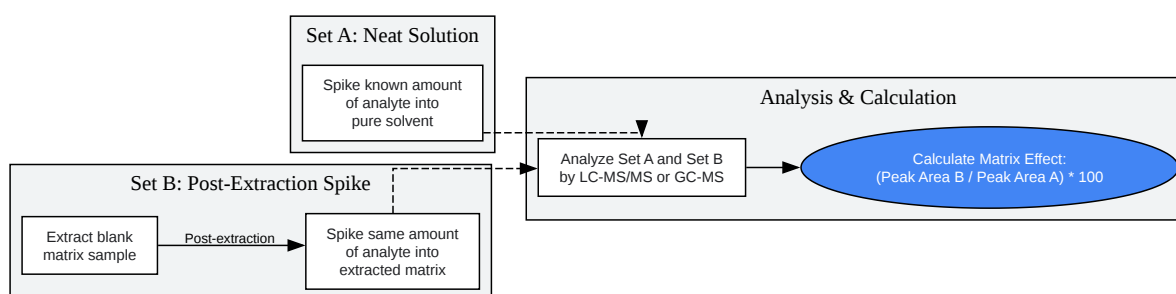 Set A: Neat Solution
Spike known amount
of analyte into
pure solvent
Set B: Post-Extraction Spike
Extract blank
matrix sample
Post-extraction
Spike same amount
of analyte into
extracted matrix
Analysis & Calculation
Analyze Set A and Set B
by LC-MS/MS or GC-MS
Calculate Matrix Effect:
(Peak Area B / Peak Area A) * 100